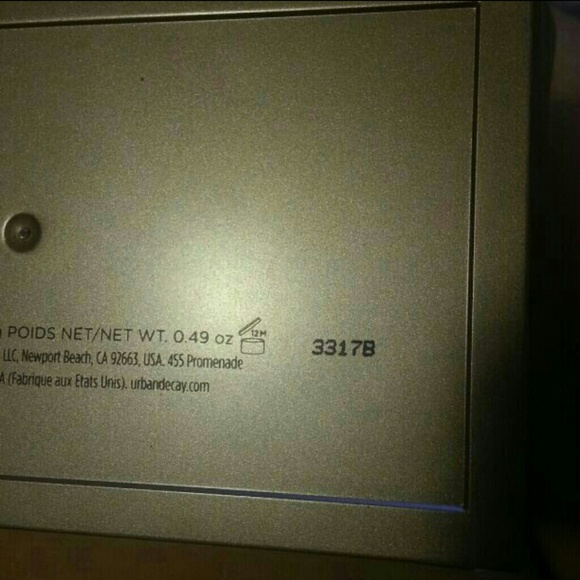 POIDS NET/NET WT. 0.49 oz 12M
LLC, Newport Beach, CA 92663, USA. 455 Promenade
A (Fabrique aux Etats Unis). urbandecay.com
3317B